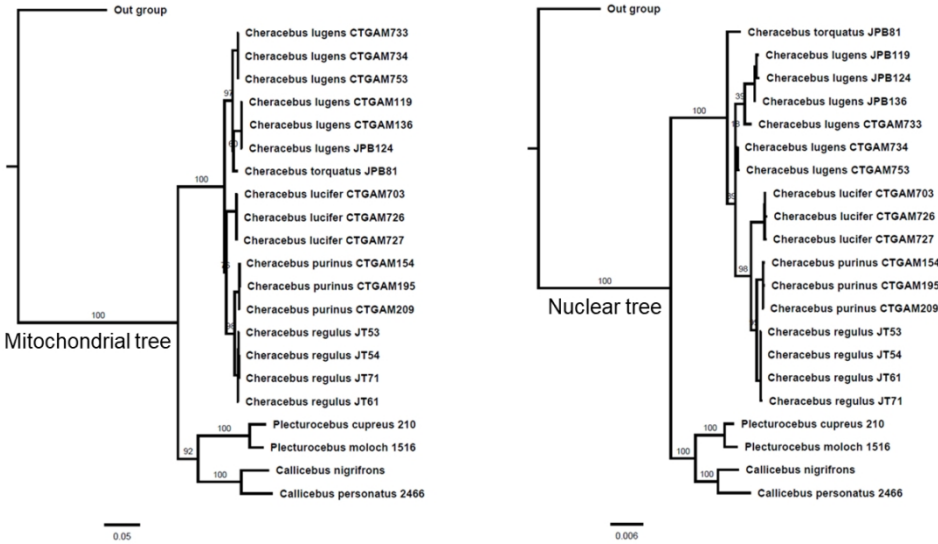 Out group
Cheracebus lugens CTGAM733
Cheracebus lugens CTGAM734
Cheracebus lugens CTGAM753
97
Cheracebus lugens CTGAM119
Cheracebus lugens CTGAM136
Cheracebus lugens JPB124
Cheracebus torquatus JPB81
100
Cheracebus lucifer CTGAM703
Cheracebus lucifer CTGAM726
Cheracebus lucifer CTGAM727
Cheracebus purinus CTGAM154
Cheracebus purinus CTGAM195
Cheracebus purinus CTGAM209
100
Mitochondrial tree
Cheracebus regulus JT53
Cheracebus regulus JT54
Cheracebus regulus JT71
Cheracebus regulus JT61
Plecturocebus cupreus 210
100
Plecturocebus moloch 1516
92
Callicebus nigrifrons
100
Callicebus personatus 2466
0.05
Out group
Cheracebus torquatus JPB81
Cheracebus lugens JPB119
Cheracebus lugens JPB124
39
Cheracebus lugens JPB136
100
Cheracebus lugens CTGAM733
Cheracebus lugens CTGAM734
Cheracebus lugens CTGAM753
Cheracebus lucifer CTGAM703
Cheracebus lucifer CTGAM726
Cheracebus lucifer CTGAM727
Cheracebus purinus CTGAM154
98
Cheracebus purinus CTGAM195
100
Cheracebus purinus CTGAM209
Nuclear tree
Cheracebus regulus JT53
Cheracebus regulus JT54
Cheracebus regulus JT61
Cheracebus regulus JT71
Plecturocebus cupreus 210
100
Plecturocebus moloch 1516
100
Callicebus nigrifrons
100
Callicebus personatus 2466
0.006